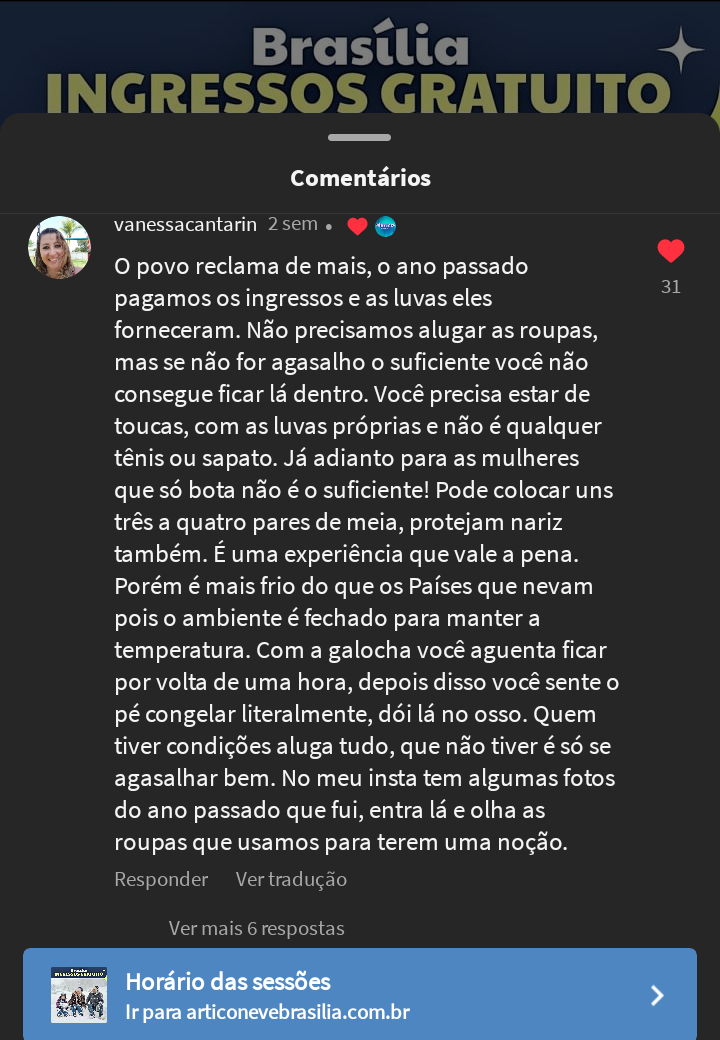 Brasília
INGRESSOS GRATUITO
Comentários
vanessacantarin 2 sem
O povo reclama de mais, o ano passado
pagamos os ingressos e as luvas eles
forneceram. Não precisamos alugar as roupas,
mas se não for agasalho o suficiente você não
consegue ficar lá dentro. Você precisa estar de
toucas, com as luvas próprias e não é qualquer
tênis ou sapato. Já adianto para as mulheres
que só bota não é o suficiente! Pode colocar uns
três a quatro pares de meia, protejam nariz
também. É uma experiência que vale a pena.
Porém é mais frio do que os Países que nevam
pois o ambiente é fechado para manter a
temperatura. Com a galocha você aguenta ficar
por volta de uma hora, depois disso você sente o
pé congelar literalmente, dói lá no osso. Quem
tiver condições aluga tudo, que não tiver é só se
agasalhar bem. No meu insta tem algumas fotos
do ano passado que fui, entra lá e olha as
roupas que usamos para terem uma noção.
31
Responder Ver tradução
Ver mais 6 respostas
Brasília
INGRESSOS GRATUITO
Horário das sessões
Ir para articonevebrasilia.com.br